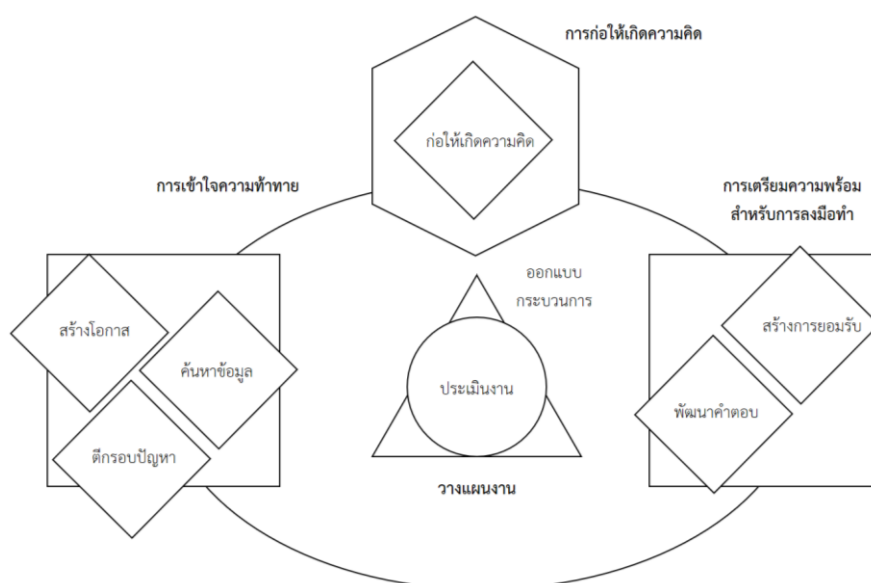 การก่อให้เกิดความคิด
ก่อให้เกิดความคิด
การเข้าใจความท้าทาย
การเตรียมความพร้อม
สำหรับการลงมือทำ
ออกแบบ
กระบวนการ
สร้างโอกาส
ค้นหาข้อมูล
ตีกรอบปัญหา
ประเมินงาน
สร้างการยอมรับ
พัฒนาคำตอบ
วางแผนงาน